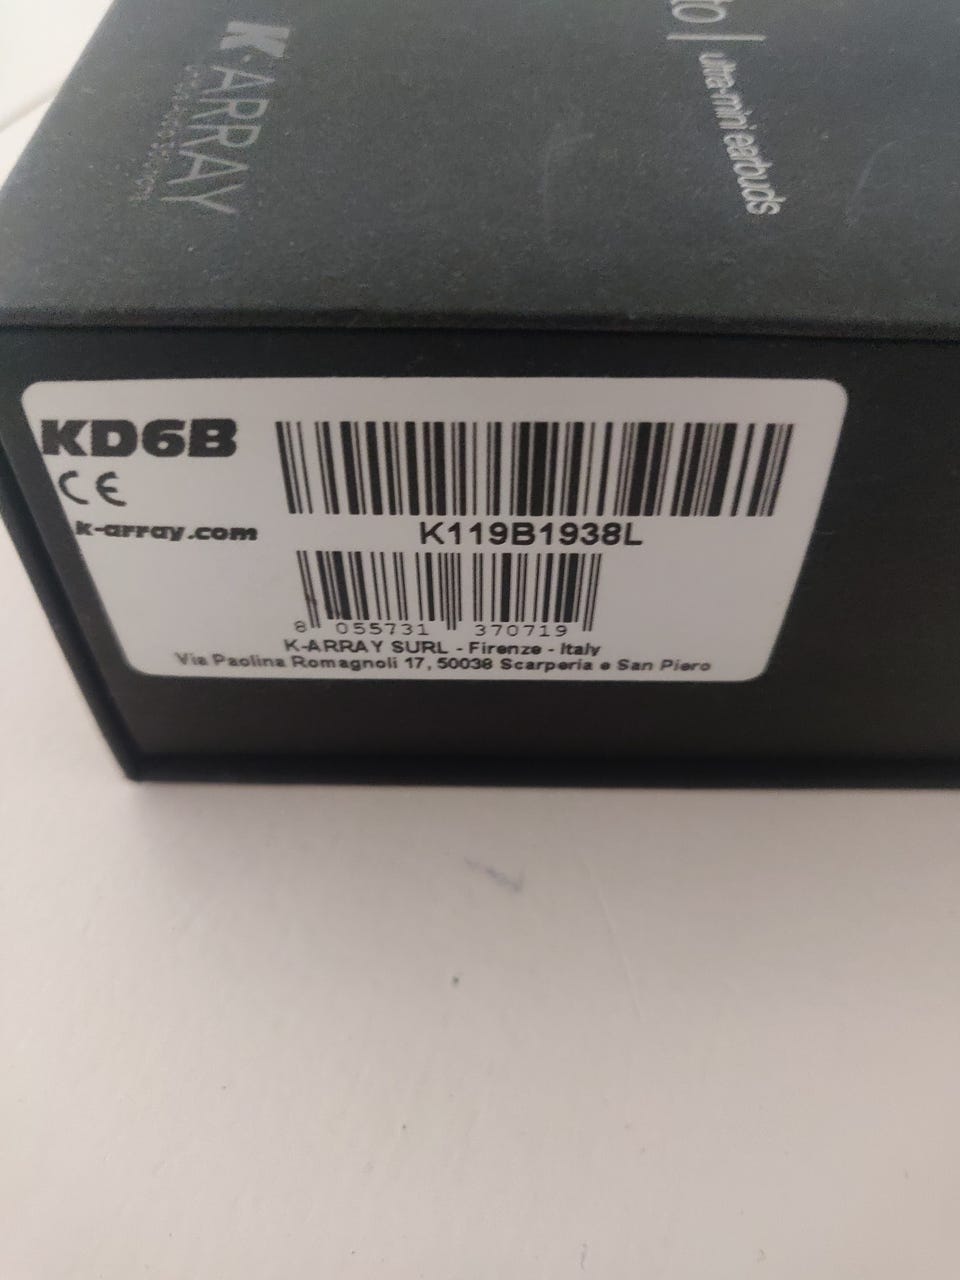 K-ARRAY
to | ultra-mini earbuds
KD6B
CE
k-array.com
K119B1938L
8 055731 370719
K-ARRAY SURL - Firenze - Italy
Via Paolina Romagnoli 17, 50038 Scarperia e San Piero